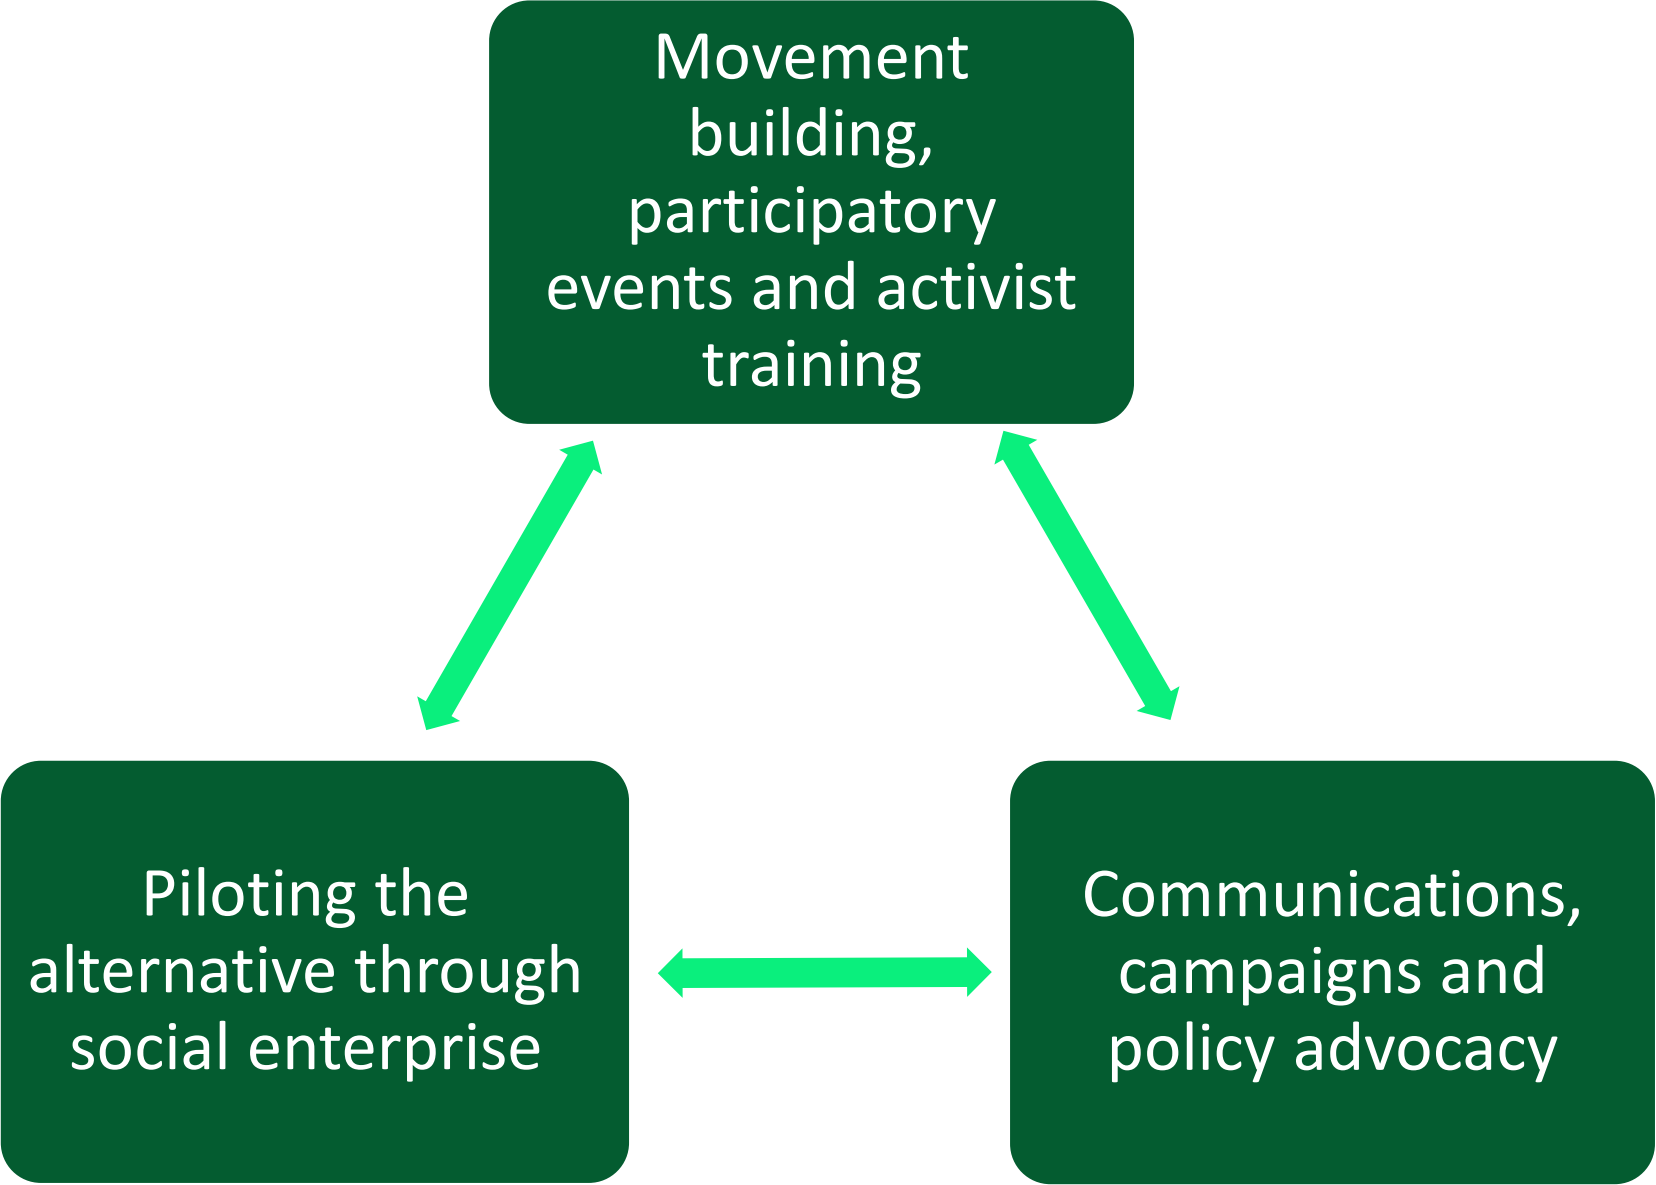 Movement
building,
participatory
events and activist
training
Piloting the
alternative through
social enterprise
Communications,
campaigns and
policy advocacy